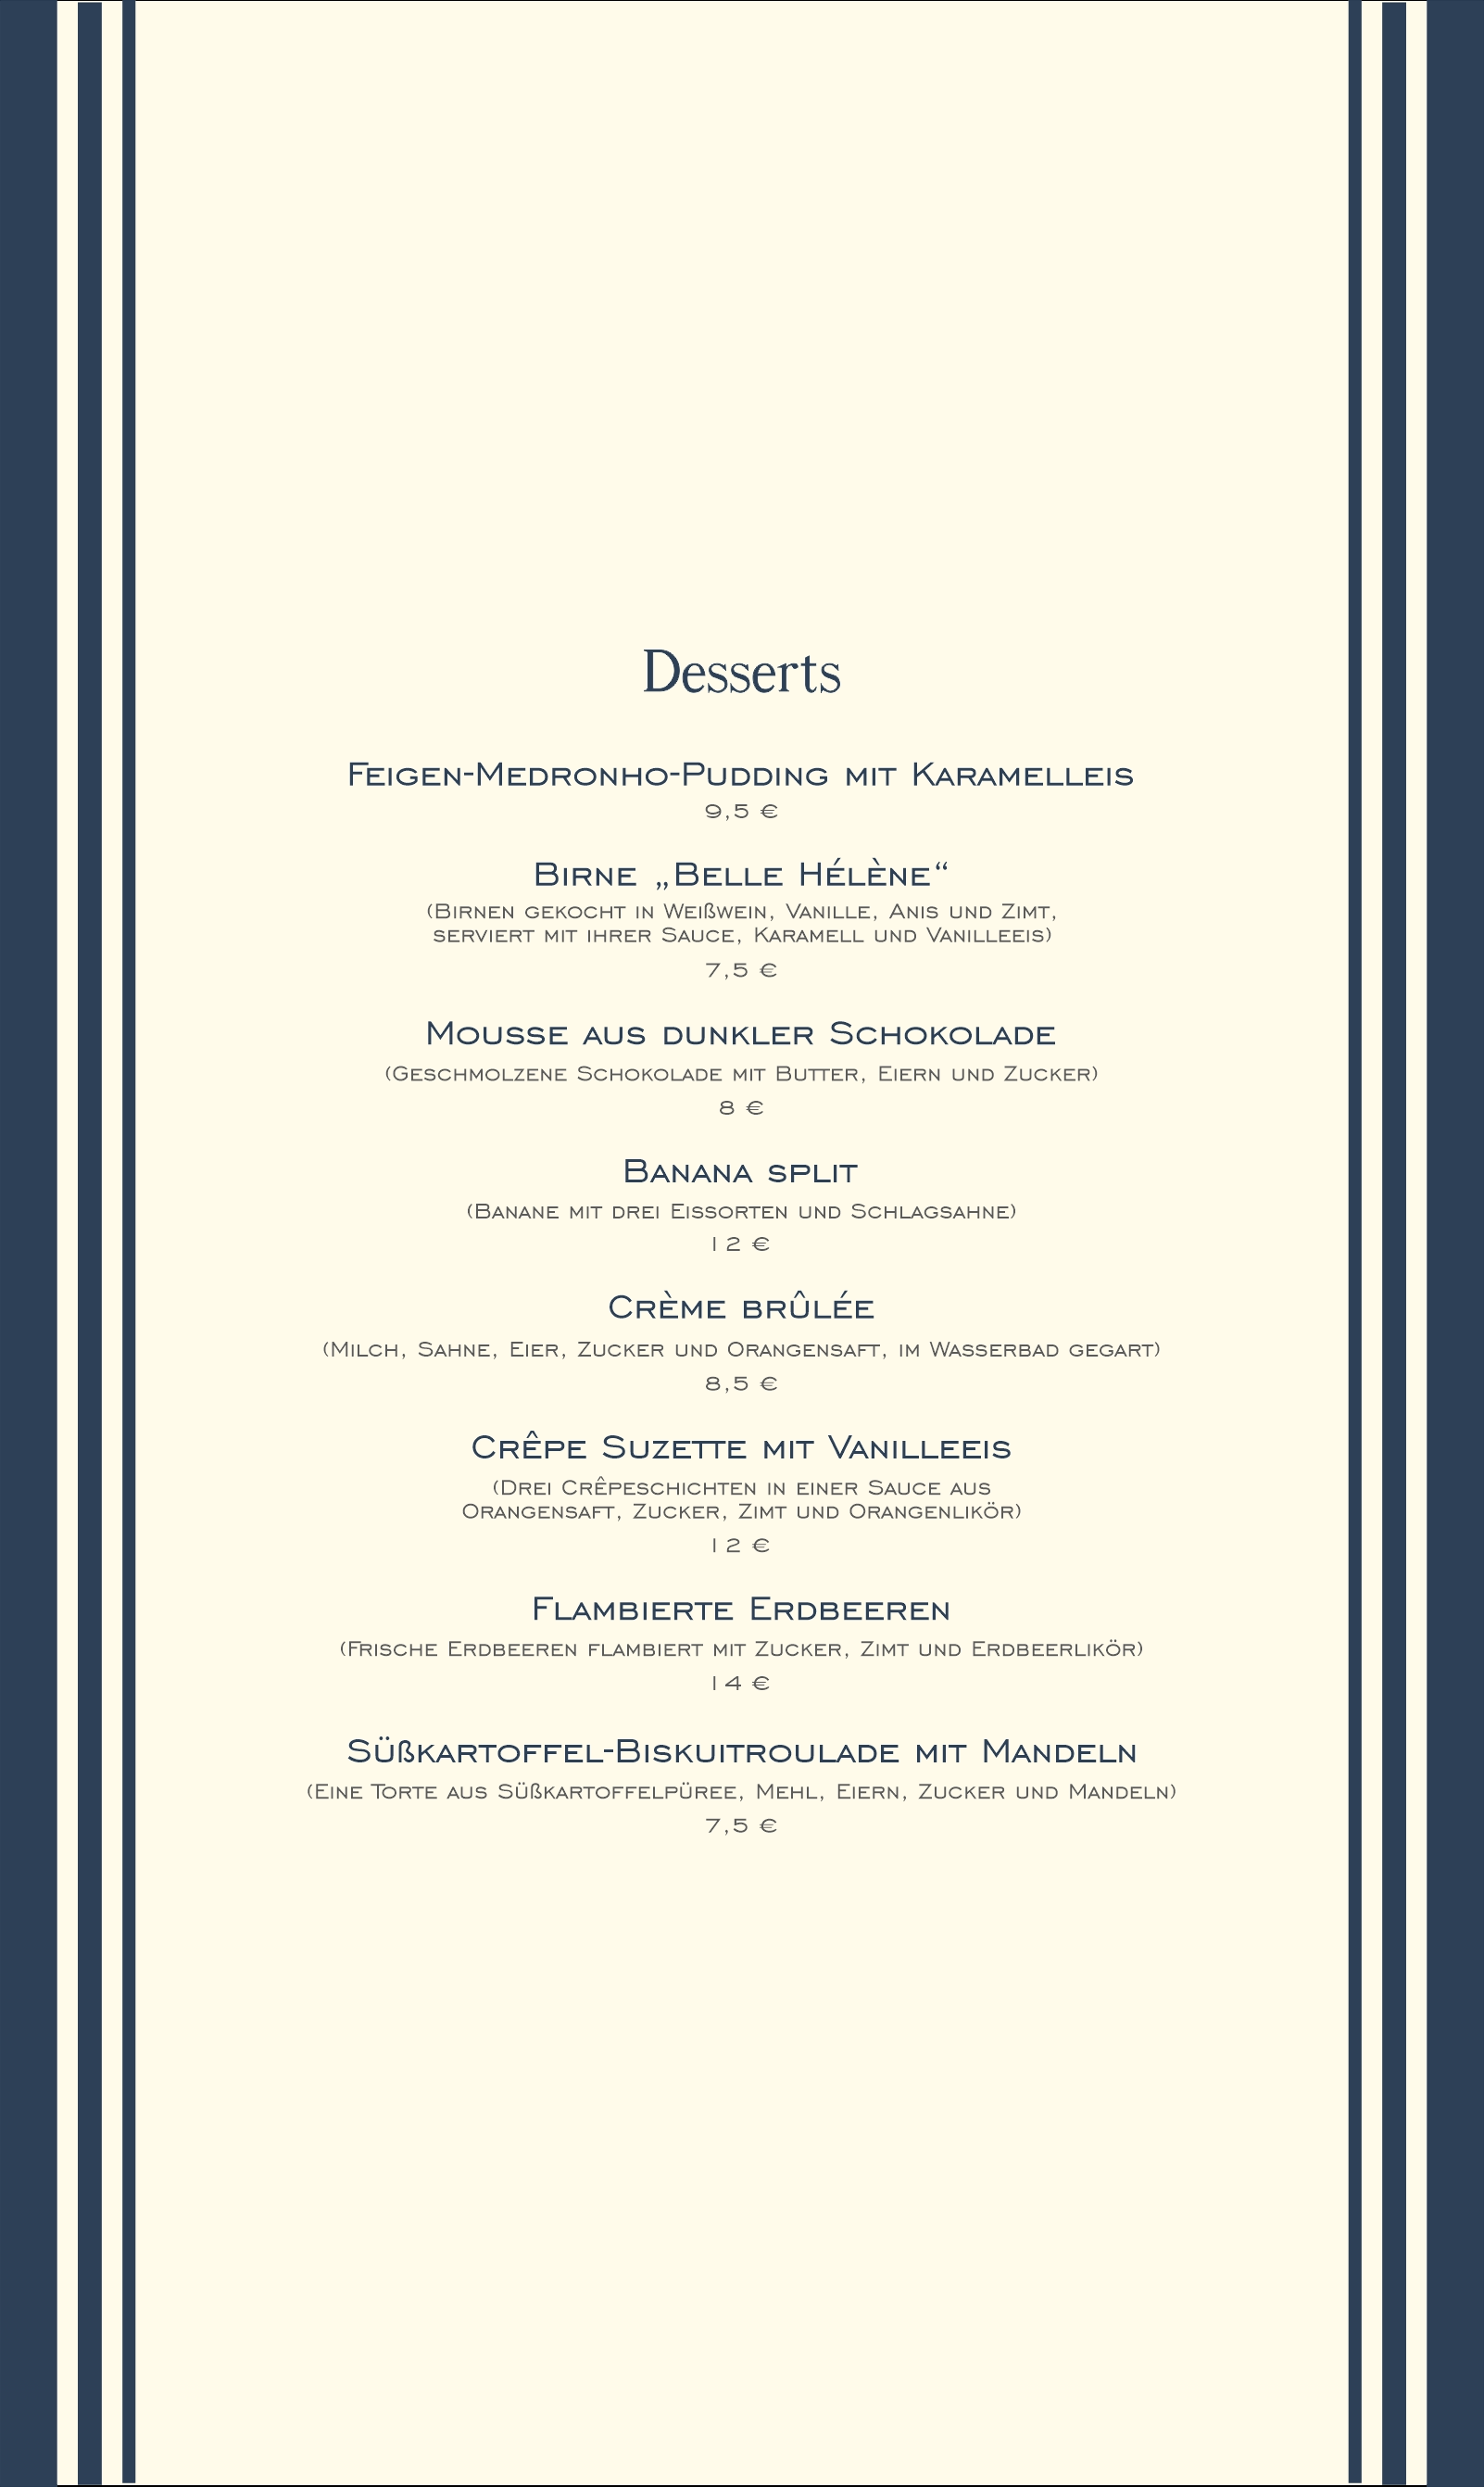 Desserts
Feigen-Medronho-Pudding mit Karamelleis
9,5 €
Birne „Belle Hélène“
(Birnen gekocht in Weißwein, Vanille, Anis und Zimt,
serviert mit ihrer Sauce, Karamell und Vanilleeis)
7,5 €
Mousse aus dunkler Schokolade
(Geschmolzene Schokolade mit Butter, Eiern und Zucker)
8 €
Banana split
(Banane mit drei Eissorten und Schlagsahne)
12 €
Crème brûlée
(Milch, Sahne, Eier, Zucker und Orangensaft, im Wasserbad gegart)
8,5 €
Crêpe Suzette mit Vanilleeis
(Drei Crêpeschichten in einer Sauce aus
Orangensaft, Zucker, Zimt und Orangenlikör)
12 €
Flambierte Erdbeeren
(Frische Erdbeeren flambiert mit Zucker, Zimt und Erdbeerlikör)
14 €
Süßkartoffel-Biskuitroulade mit Mandeln
(Eine Torte aus Süßkartoffelpüree, Mehl, Eiern, Zucker und Mandeln)
7,5 €